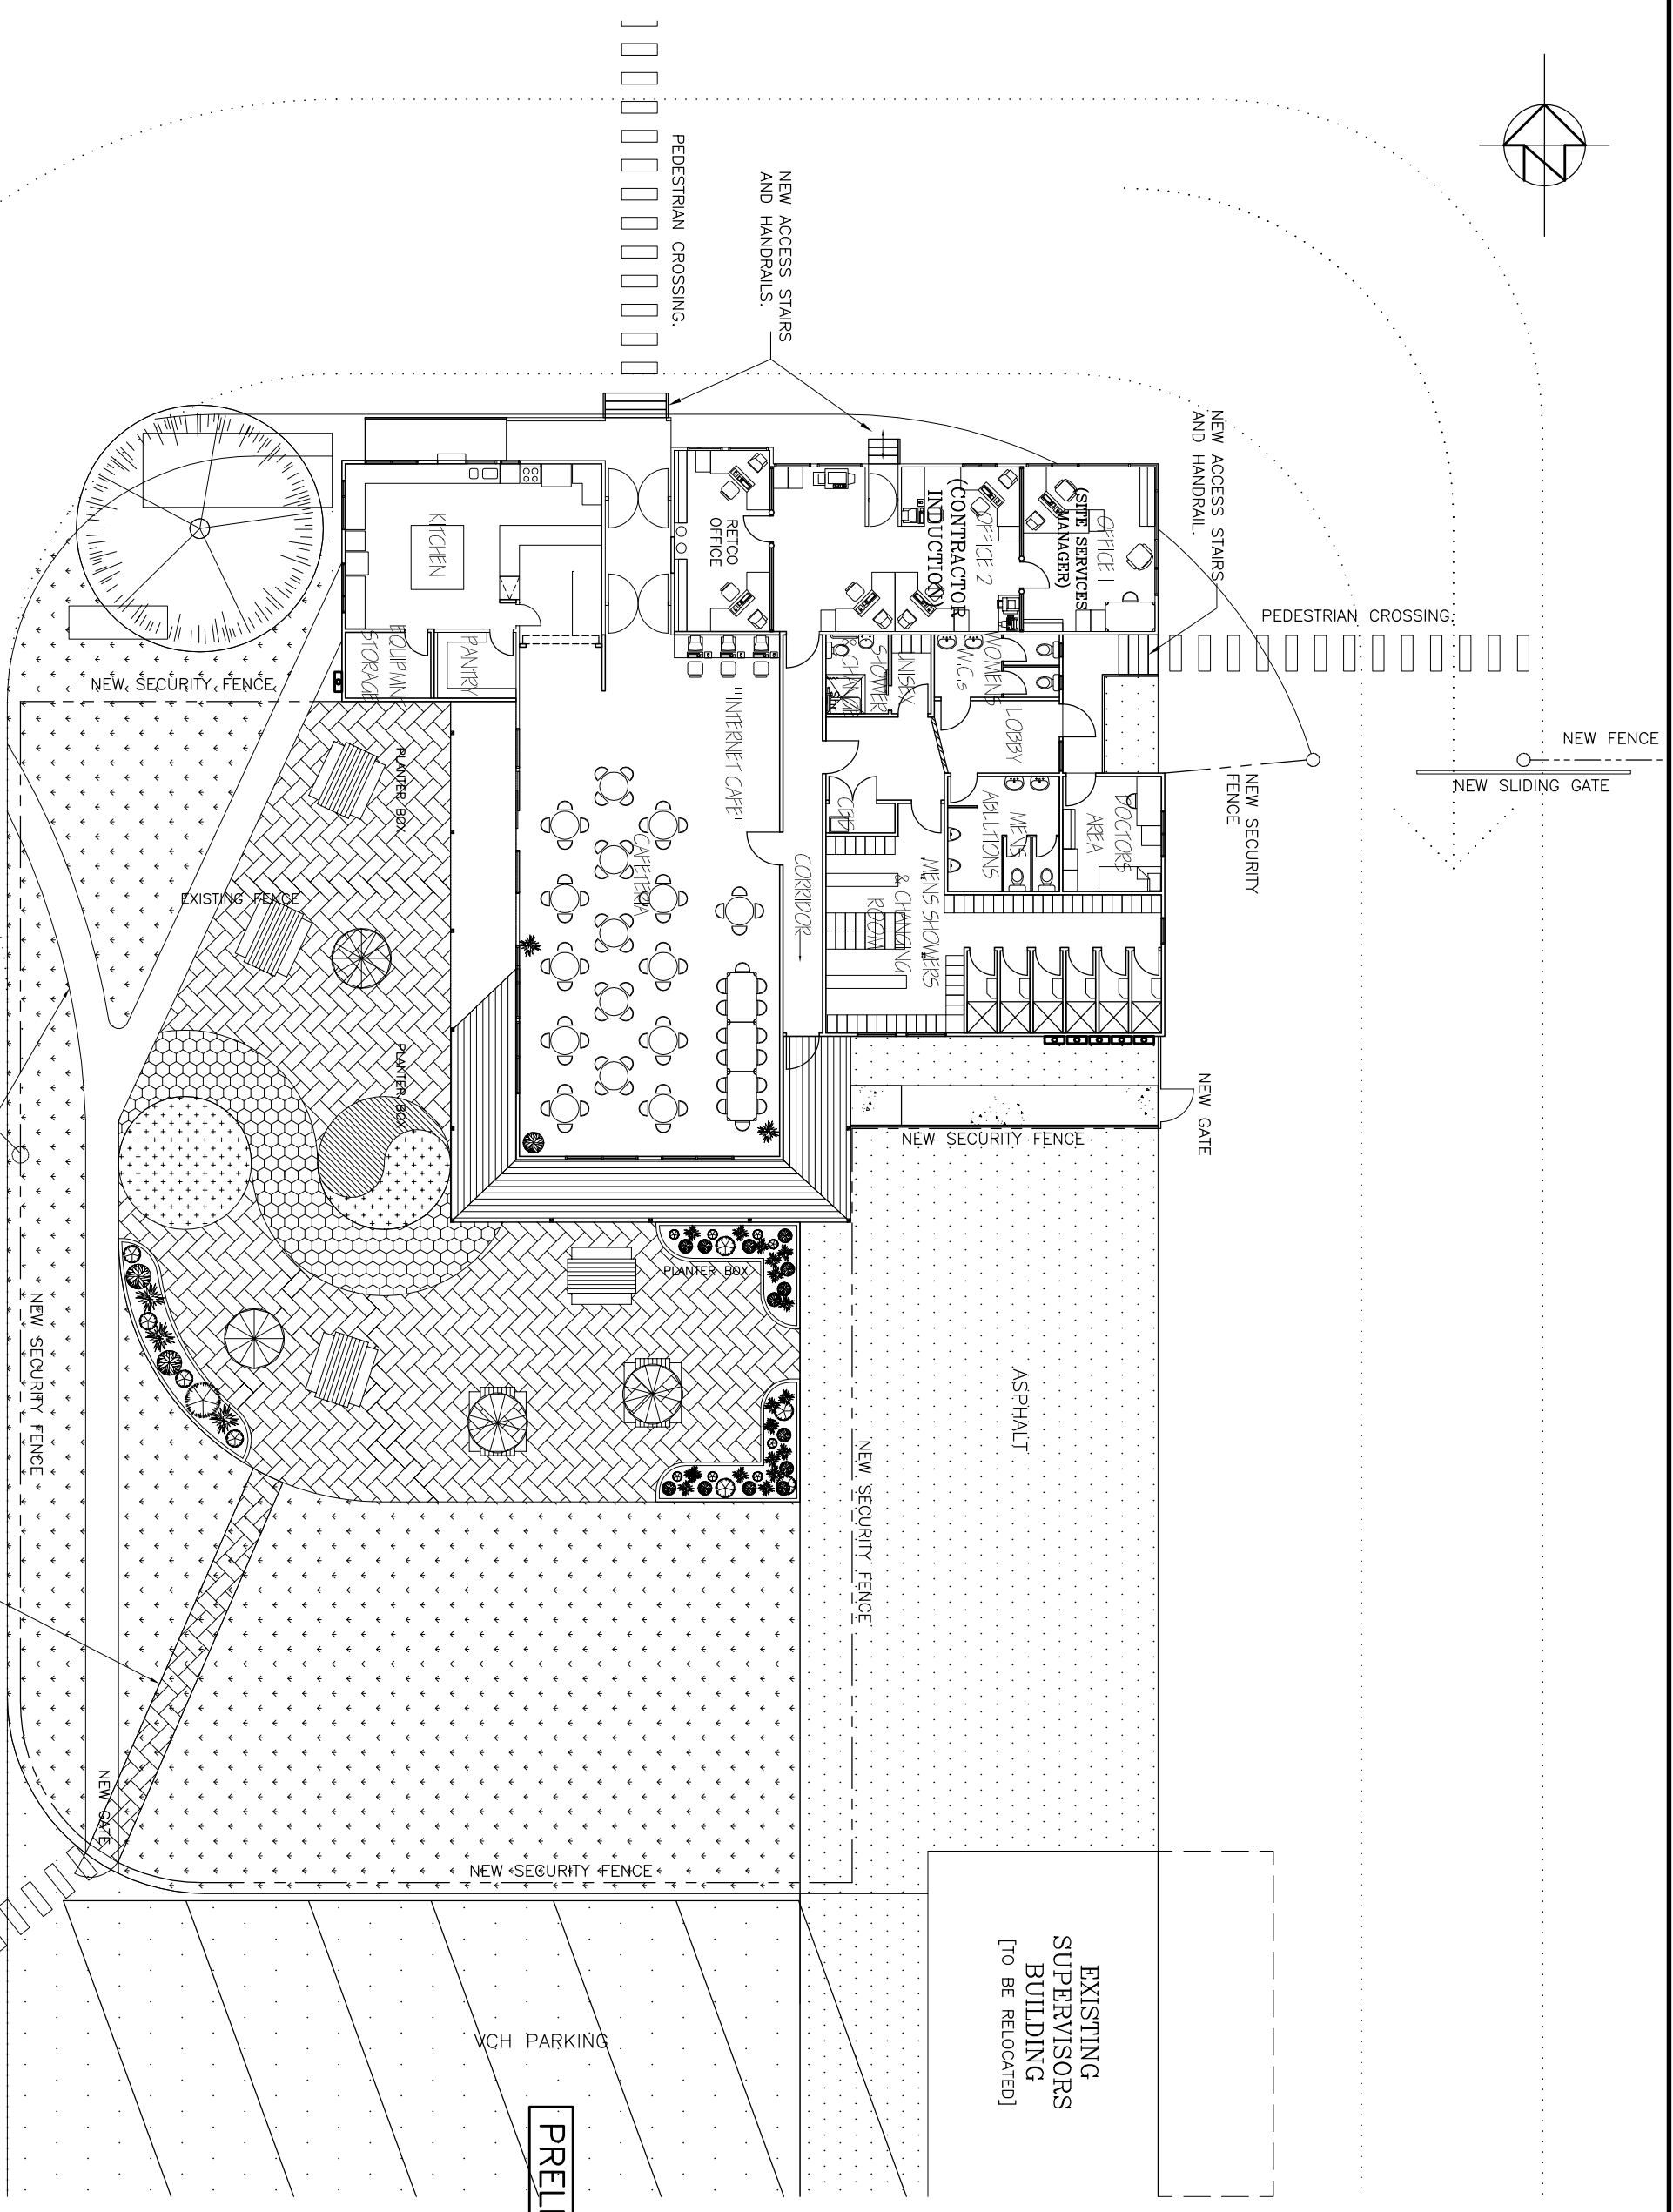 N
PEDESTRIAN CROSSING.
NEW ACCESS STAIRS
AND HANDRAILS.
NEW ACCESS STAIRS
AND HANDRAIL.
PEDESTRIAN CROSSING.
NEW FENCE
NEW SLIDING GATE
NEW SECURITY
FENCE
OFFICE 1
(SITE SERVICES
MANAGER)
OFFICE 2
(CONTRACTOR
INDUCTION)
RETCO
OFFICE
KITCHEN
EQUIPMNT
STORAGE
PANTRY
"INTERNET CAFE"
CAFETERIA
UNISEX
SHOWER
& CHANGE
WOMENS
W.C.s
LOBBY
MENS
ABLUTIONS
DOCTORS
AREA
CORRIDOR
MENS SHOWERS
& CHANGING
ROOM
NEW GATE
NEW SECURITY FENCE
NEW SECURITY FENCE
PLANTER BOX
EXISTING FENCE
PLANTER BOX
PLANTER BOX
ASPHALT
NEW SECURITY FENCE
NEW SECURITY FENCE
NEW GATE
NEW SECURITY FENCE
EXISTING
SUPERVISORS
BUILDING
[TO BE RELOCATED]
VCH PARKING